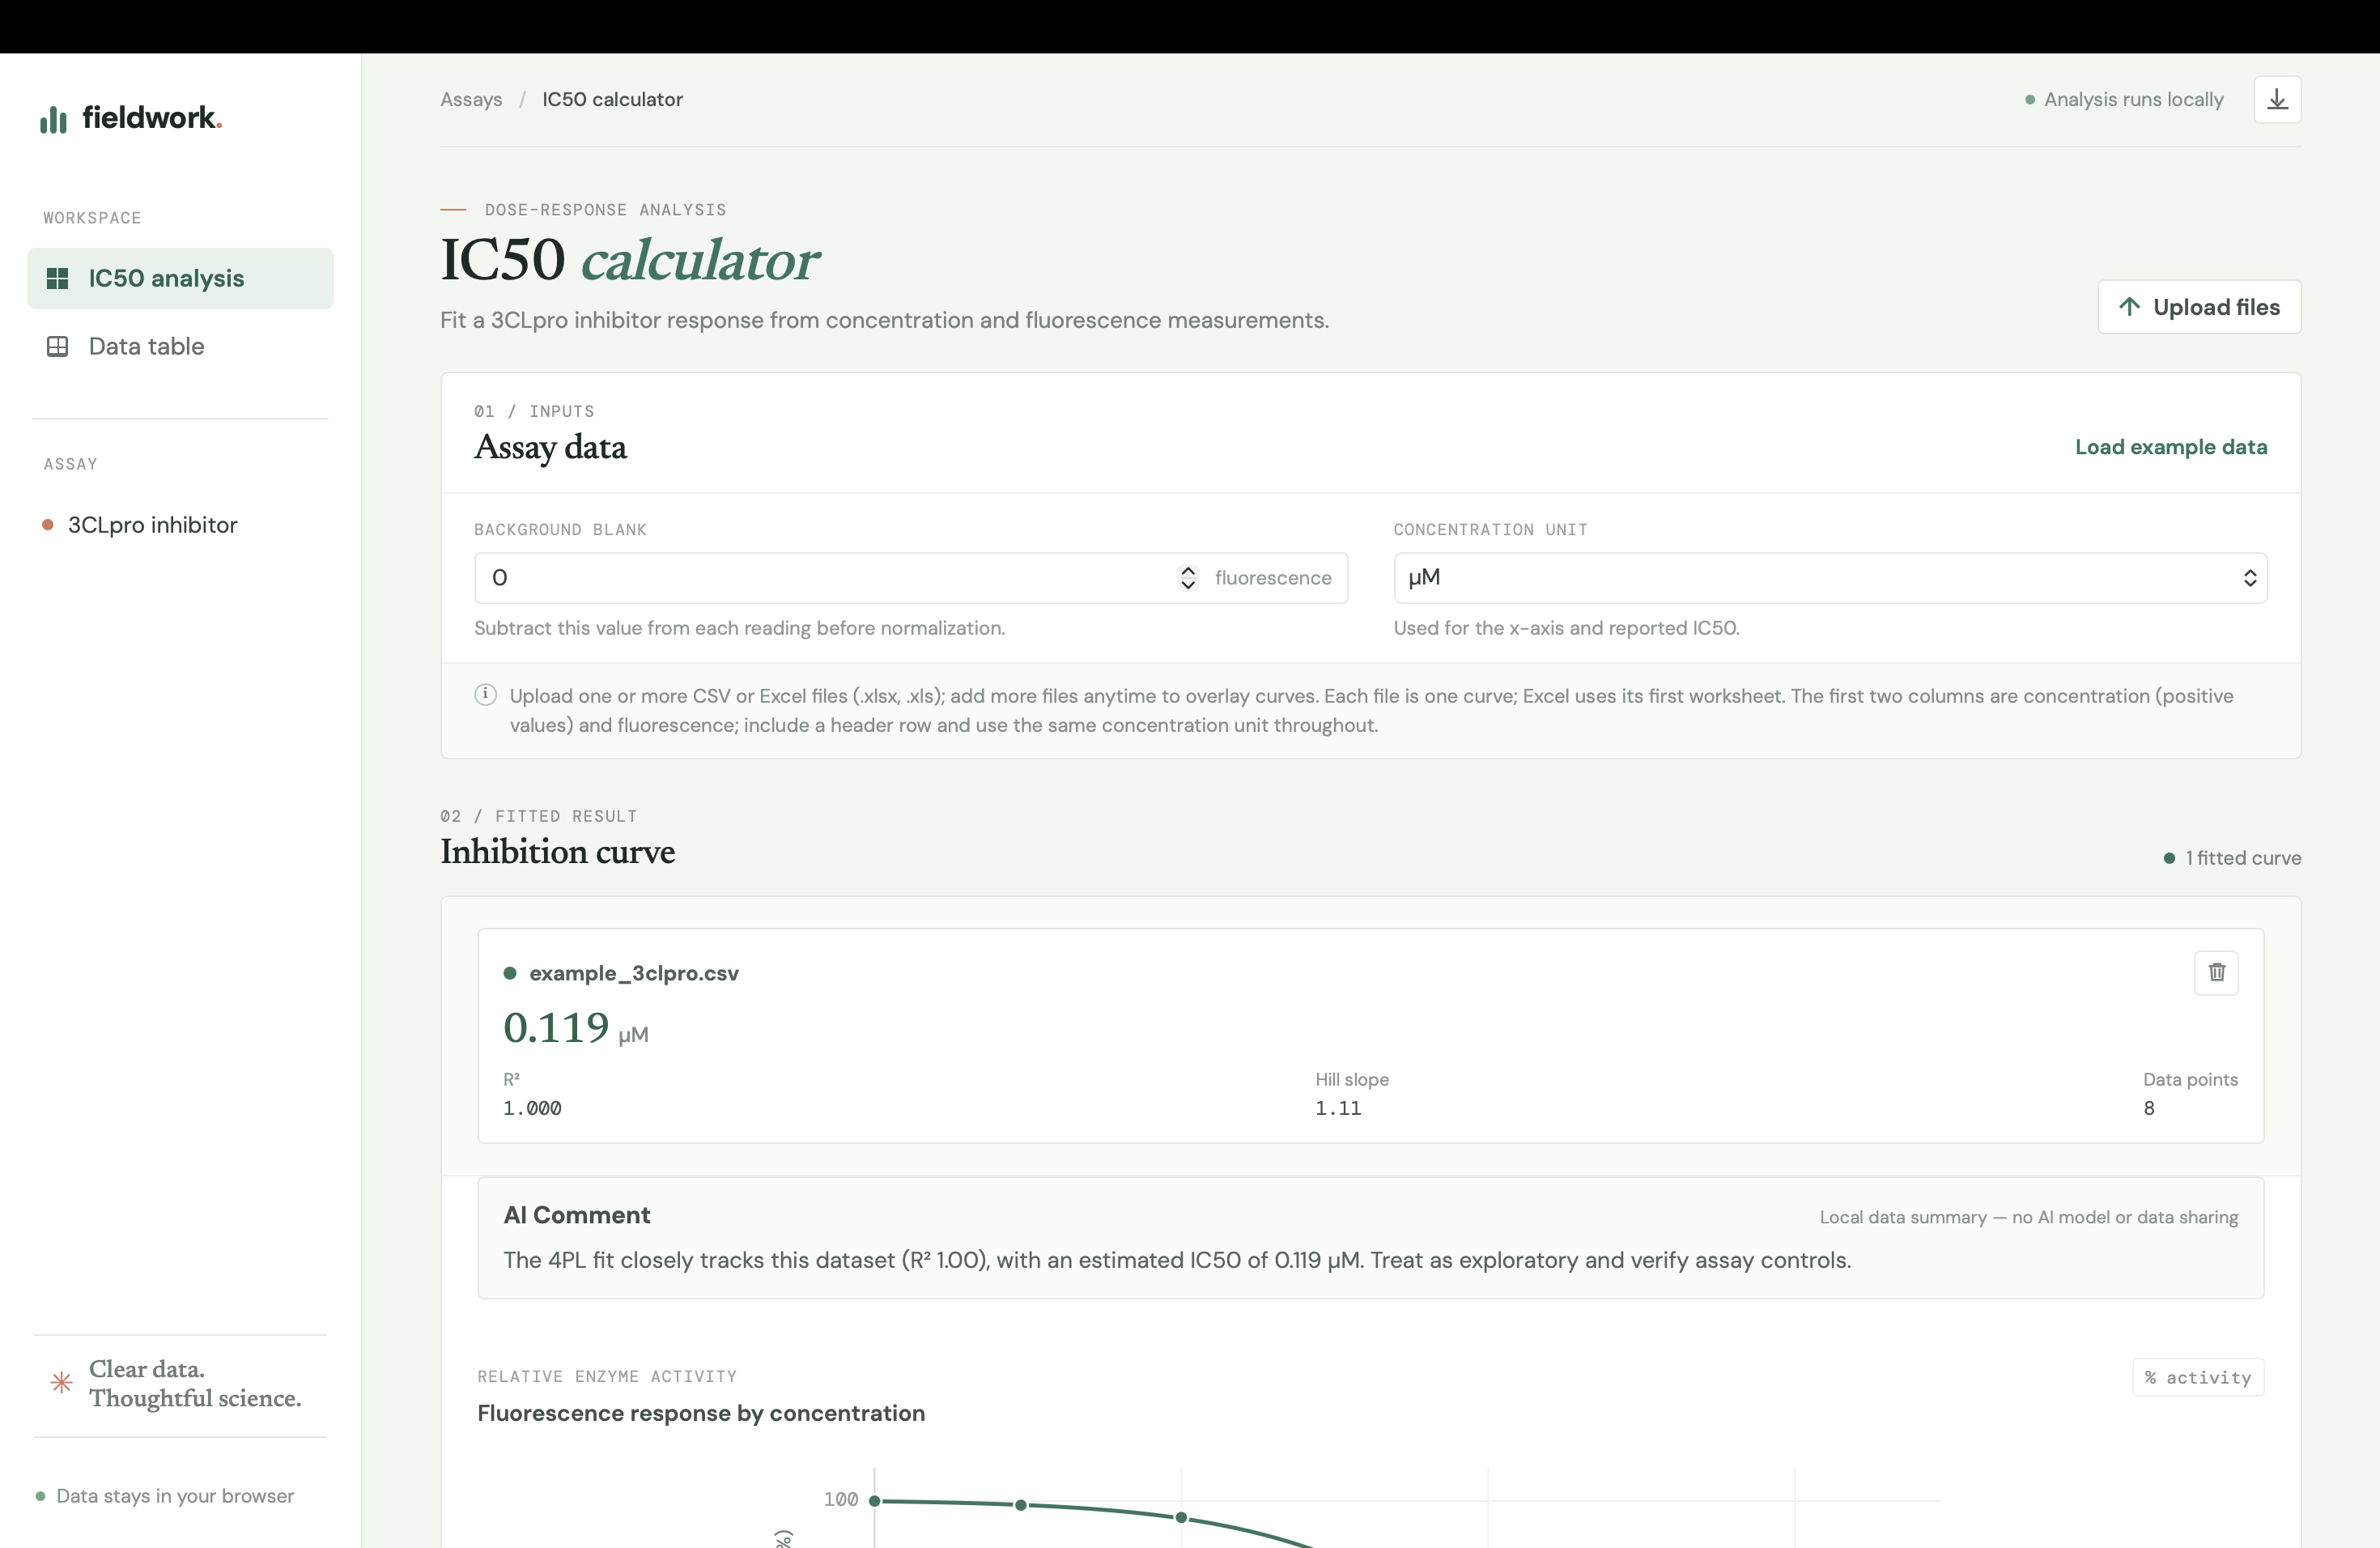 fieldwork.
WORKSPACE
IC50 analysis
Data table
ASSAY
3CLpro inhibitor
Clear data.
Thoughtful science.
Data stays in your browser
Assays / IC50 calculator
Analysis runs locally
DOSE-RESPONSE ANALYSIS
IC50 calculator
Fit a 3CLpro inhibitor response from concentration and fluorescence measurements.
Upload files
01 / INPUTS
Assay data
Load example data
BACKGROUND BLANK
0
fluorescence
Subtract this value from each reading before normalization.
CONCENTRATION UNIT
µM
Used for the x-axis and reported IC50.
Upload one or more CSV or Excel files (.xlsx, .xls); add more files anytime to overlay curves. Each file is one curve; Excel uses its first worksheet. The first two columns are concentration (positive
values) and fluorescence; include a header row and use the same concentration unit throughout.
02 / FITTED RESULT
Inhibition curve
1 fitted curve
example_3clpro.csv
0.119 µM
R²
1.000
Hill slope
1.11
Data points
8
AI Comment
Local data summary — no AI model or data sharing
The 4PL fit closely tracks this dataset (R² 1.00), with an estimated IC50 of 0.119 µM. Treat as exploratory and verify assay controls.
RELATIVE ENZYME ACTIVITY
% activity
Fluorescence response by concentration
100
%)